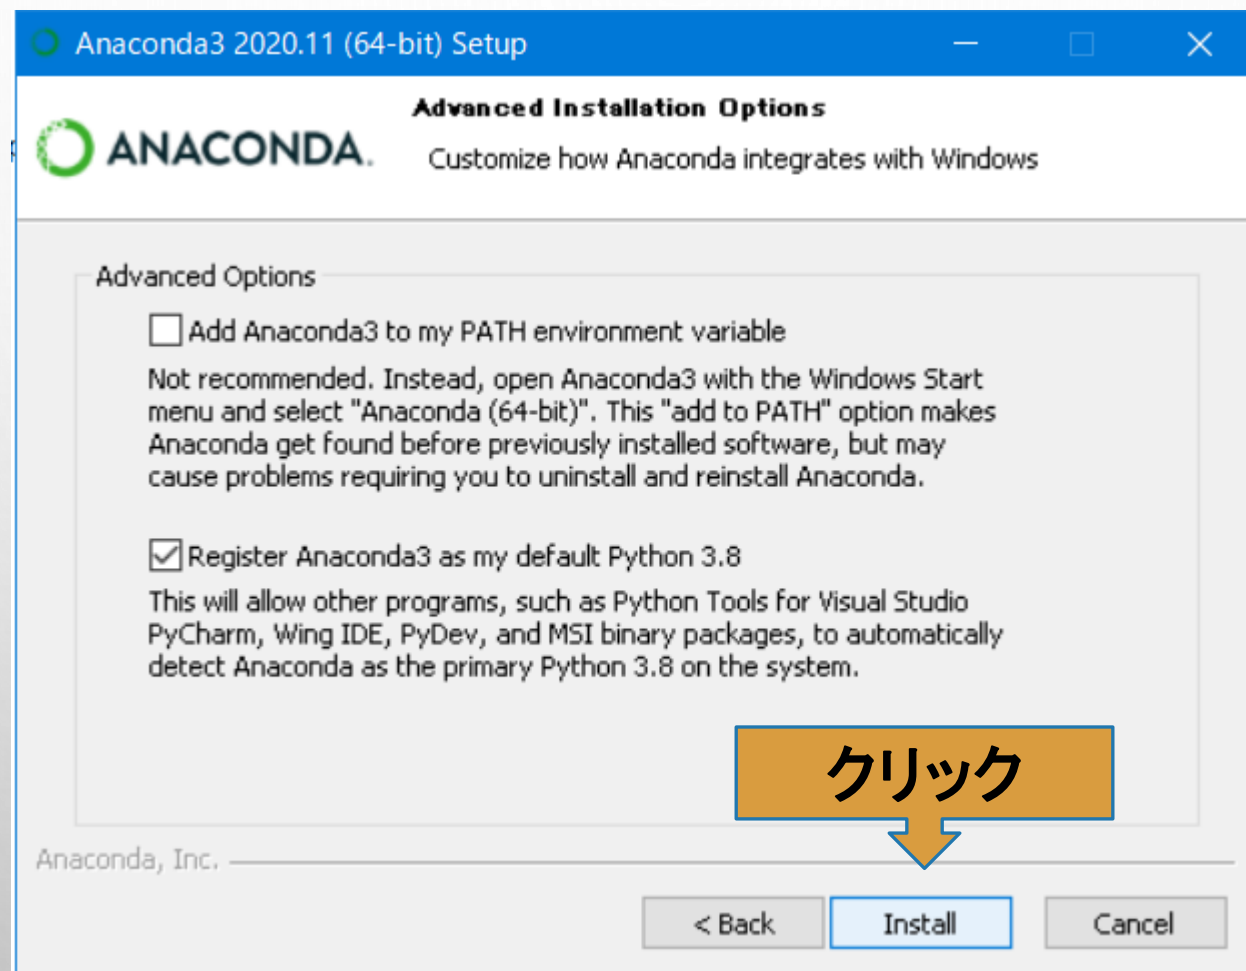 Anaconda3 2020.11 (64-bit) Setup
Advanced Installation Options
ANACONDA.
Customize how Anaconda integrates with Windows
Advanced Options
Add Anaconda3 to my PATH environment variable
Not recommended. Instead, open Anaconda3 with the Windows Start
menu and select "Anaconda (64-bit)". This "add to PATH" option makes
Anaconda get found before previously installed software, but may
cause problems requiring you to uninstall and reinstall Anaconda.
Register Anaconda3 as my default Python 3.8
This will allow other programs, such as Python Tools for Visual Studio
PyCharm, Wing IDE, PyDev, and MSI binary packages, to automatically
detect Anaconda as the primary Python 3.8 on the system.
クリック
Anaconda, Inc.
< Back Install Cancel